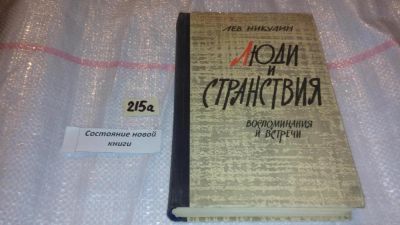 215а
Состояние новой
книги
ЛЕВ НИКУЛИН
ЛЮДИ
И
СТРАНСТВИЯ
ВОСПОМИНАНИЯ
И ВСТРЕЧИ